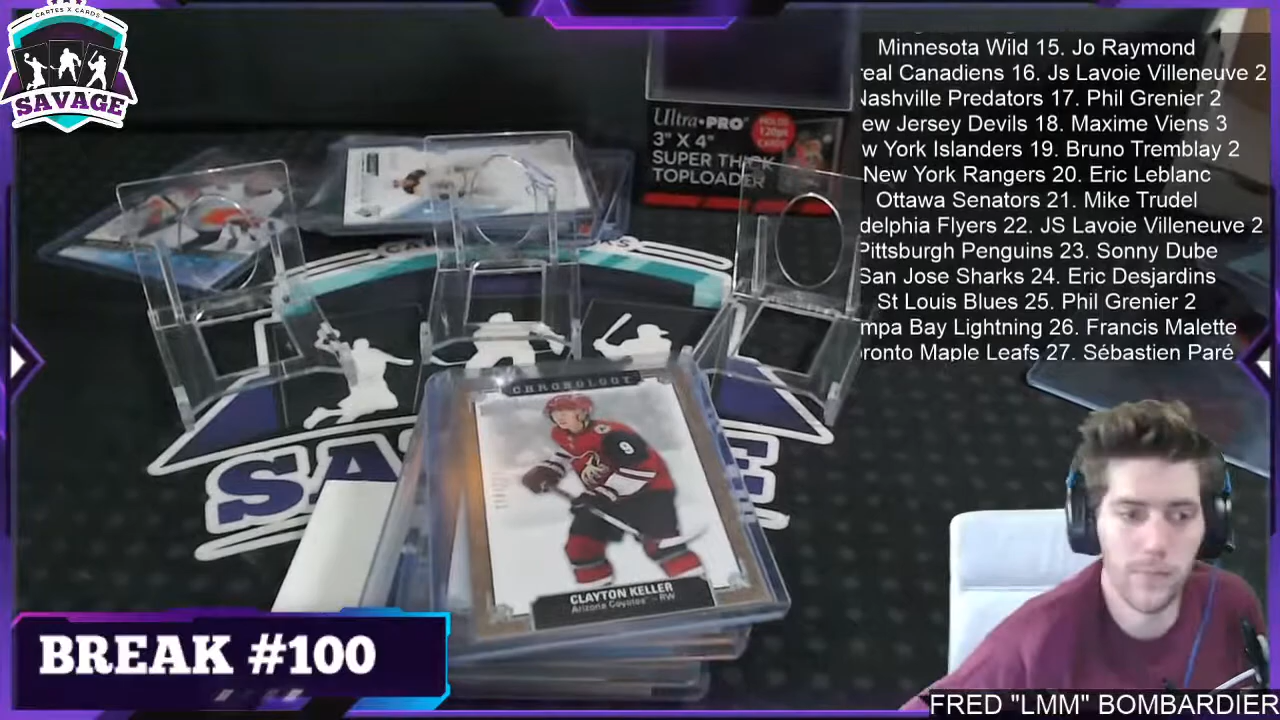 CARTES X CARDS
SAVAGE
Minnesota Wild 15. Jo Raymond
real Canadiens 16. Js Lavoie Villeneuve 2
Nashville Predators 17. Phil Grenier 2
ew Jersey Devils 18. Maxime Viens 3
w York Islanders 19. Bruno Tremblay 2
New York Rangers 20. Eric Leblanc
Ottawa Senators 21. Mike Trudel
delphia Flyers 22. JS Lavoie Villeneuve 2
Pittsburgh Penguins 23. Sonny Dube
San Jose Sharks 24. Eric Desjardins
St Louis Blues 25. Phil Grenier 2
mpa Bay Lightning 26. Francis Malette
oronto Maple Leafs 27. Sébastien Paré
Ultra•PRO
3" X 4"
SUPER THICK
TOPLOADER
HOLDS
120pt
CARDS
CHRONOLOGY
9
CLAYTON KELLER
Arizona Coyotes - RW
BREAK #100
FRED "LMM" BOMBARDIER